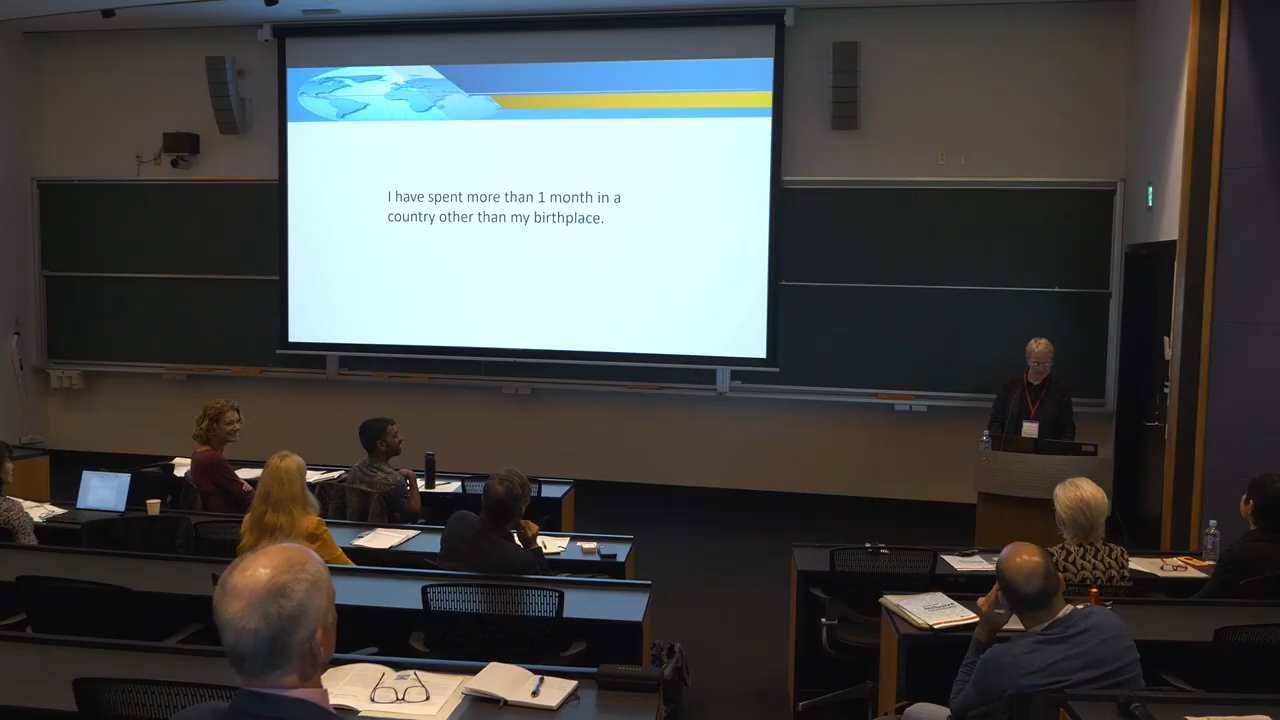 I have spent more than 1 month in a
country other than my birthplace.